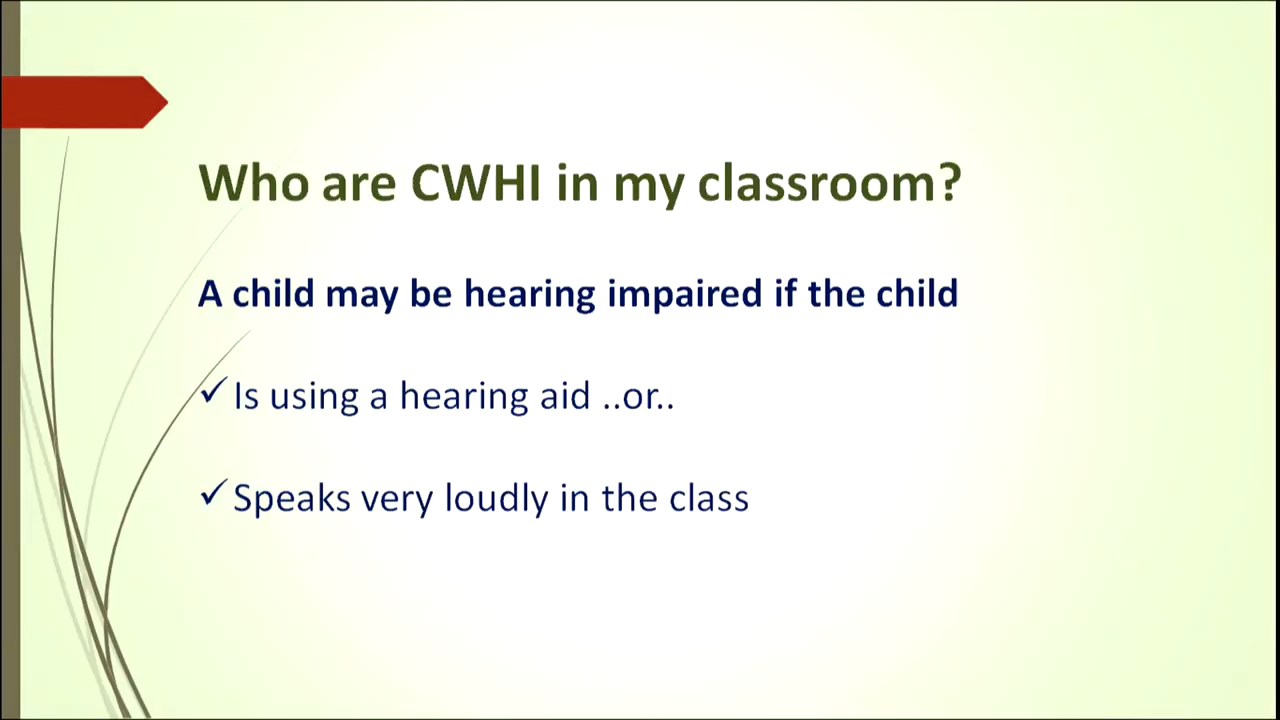 Who are CWHI in my classroom?
A child may be hearing impaired if the child
✓Is using a hearing aid ..or..
✓Speaks very loudly in the class